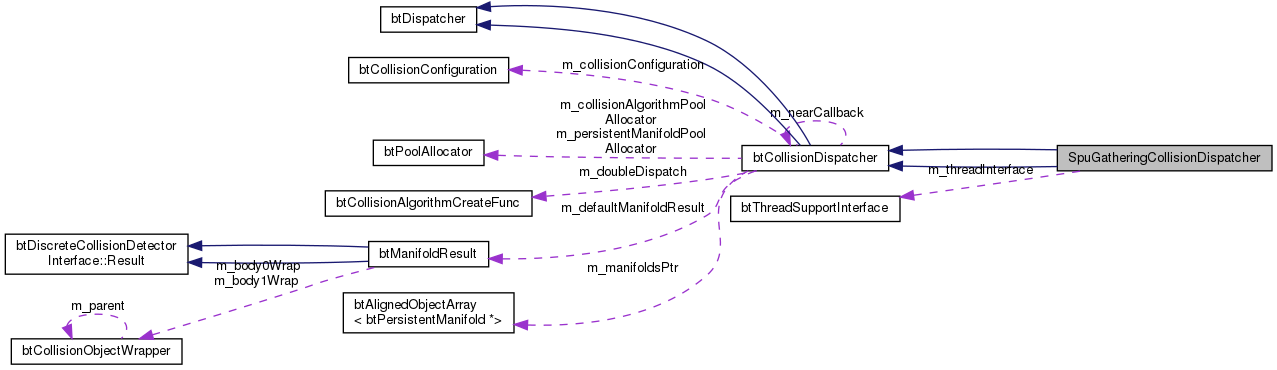 btDispatcher
btCollisionConfiguration
m_collisionConfiguration
m_collisionAlgorithmPool
Allocator
m_persistentManifoldPool
Allocator
m_nearCallback
btPoolAllocator
btCollisionDispatcher
SpuGatheringCollisionDispatcher
m_doubleDispatch
m_threadInterface
btCollisionAlgorithmCreateFunc
m_defaultManifoldResult
btThreadSupportInterface
btDiscreteCollisionDetector
Interface::Result
btManifoldResult
m_body0Wrap
m_body1Wrap
m_manifoldsPtr
m_parent
btAlignedObjectArray
< btPersistentManifold *>
btCollisionObjectWrapper